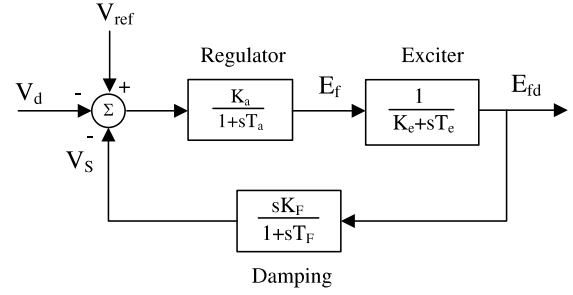 V_ref
Regulator
Exciter
V_d
-
+
Σ
K_a
1+sT_a
E_f
1
K_e+sT_e
E_fd
-
V_S
sK_F
1+sT_F
Damping